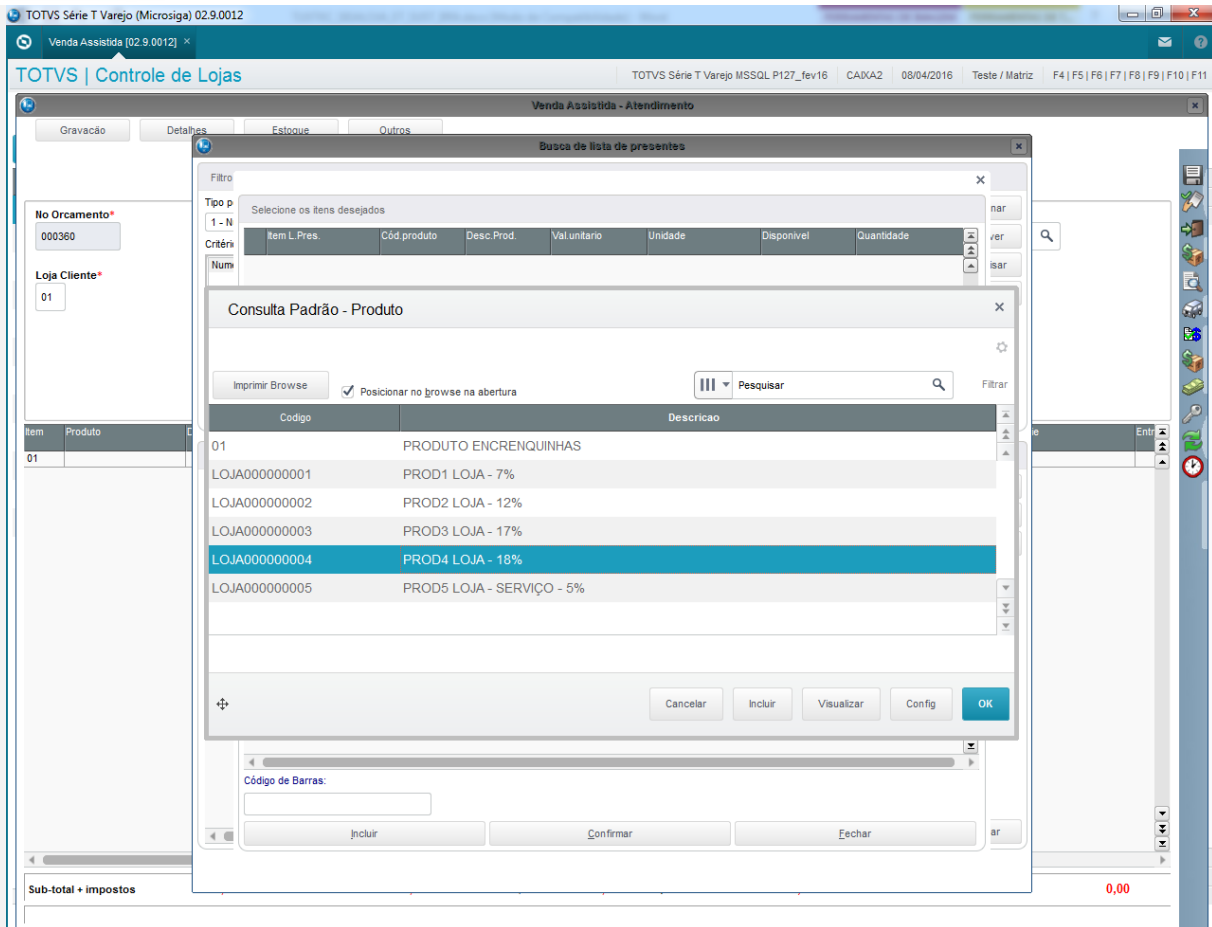 TOTVS Série T Varejo (Microsiga) 02.9.0012
Venda Assistida [02.9.0012] ×
TOTVS | Controle de Lojas
TOTVS Série T Varejo MSSQL P127_fev16 CAIXA2 08/04/2016 Teste / Matriz F4 | F5 | F6 | F7 | F8 | F9 | F10 | F11
Venda Assistida - Atendimento
Gravacão Detalhes Estoque Outros
Busca de lista de presentes
Filtro
Tipo p
nar
No Orcamento*
Selecione os itens desejados
1 - N
000360
Item L.Pres. Cód.produto Desc.Prod. Val.unitario Unidade Disponivel Quantidade
ver
Critéri
Loja Cliente*
Num
isar
01
Consulta Padrão - Produto
Imprimir Browse Posicionar no browse na abertura Pesquisar Filtrar
Codigo Descricao
Item Produto
Entr
01
01 PRODUTO ENCRENQUINHAS
LOJA000000001 PROD1 LOJA - 7%
LOJA000000002 PROD2 LOJA - 12%
LOJA000000003 PROD3 LOJA - 17%
LOJA000000004 PROD4 LOJA - 18%
LOJA000000005 PROD5 LOJA - SERVIÇO - 5%
Cancelar Incluir Visualizar Config OK
Código de Barras:
Incluir Confirmar Fechar
ar
Sub-total + impostos 0,00